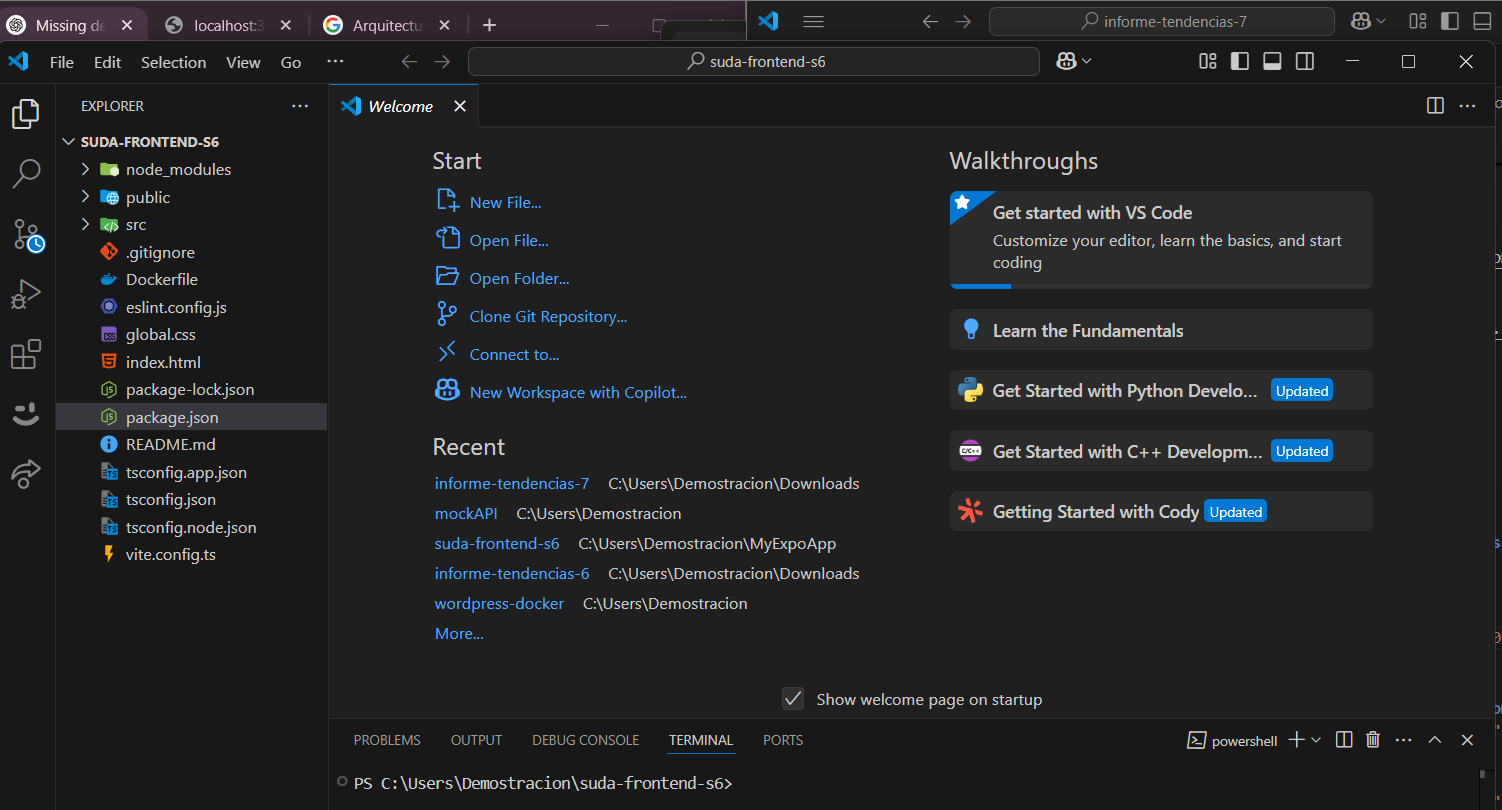 Missing de
localhost:3
Arquitectu
informe-tendencias-7
File Edit Selection View Go ...
suda-frontend-s6
EXPLORER
SUDA-FRONTEND-S6
node_modules
public
src
.gitignore
Dockerfile
eslint.config.js
global.css
index.html
package-lock.json
package.json
README.md
tsconfig.app.json
tsconfig.json
tsconfig.node.json
vite.config.ts
Welcome
Start
New File...
Open File...
Open Folder...
Clone Git Repository...
Connect to...
New Workspace with Copilot...
Recent
informe-tendencias-7 C:\Users\Demostracion\Downloads
mockAPI C:\Users\Demostracion
suda-frontend-s6 C:\Users\Demostracion\MyExpoApp
informe-tendencias-6 C:\Users\Demostracion\Downloads
wordpress-docker C:\Users\Demostracion
More...
Walkthroughs
Get started with VS Code
Customize your editor, learn the basics, and start
coding
Learn the Fundamentals
Get Started with Python Develo... Updated
Get Started with C++ Developm... Updated
Getting Started with Cody Updated
Show welcome page on startup
PROBLEMS OUTPUT DEBUG CONSOLE TERMINAL PORTS
powershell
PS C:\Users\Demostracion\suda-frontend-s6>